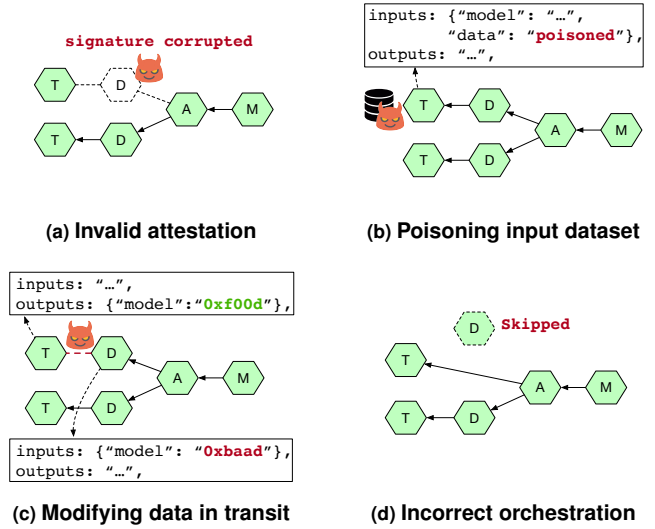 signature corrupted
T
D
A
M
T
D
(a) Invalid attestation
inputs: {“model”: “…”,
“data”: “poisoned”},
outputs: “…”,
T
D
A
M
T
D
(b) Poisoning input dataset
inputs: “…”,
outputs: {“model”:“0xf00d”},
T
D
A
M
T
D
inputs: {“model”: “0xbaad”},
outputs: “…”,
(c) Modifying data in transit
D
Skipped
T
A
M
T
D
(d) Incorrect orchestration